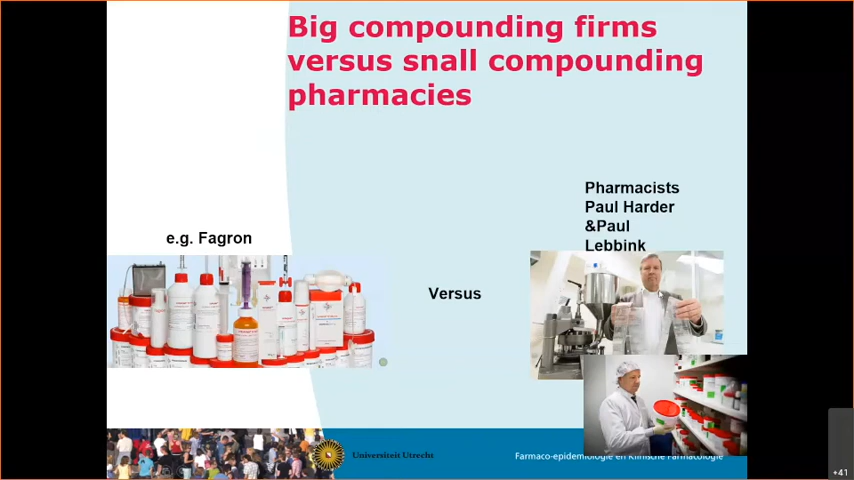 Big compounding firms
versus snall compounding
pharmacies
Pharmacists
Paul Harder
&Paul
Lebbink
e.g. Fagron
Versus
Universiteit Utrecht
Farmaco-epidemiologie en Klinische Farmacologie
+41